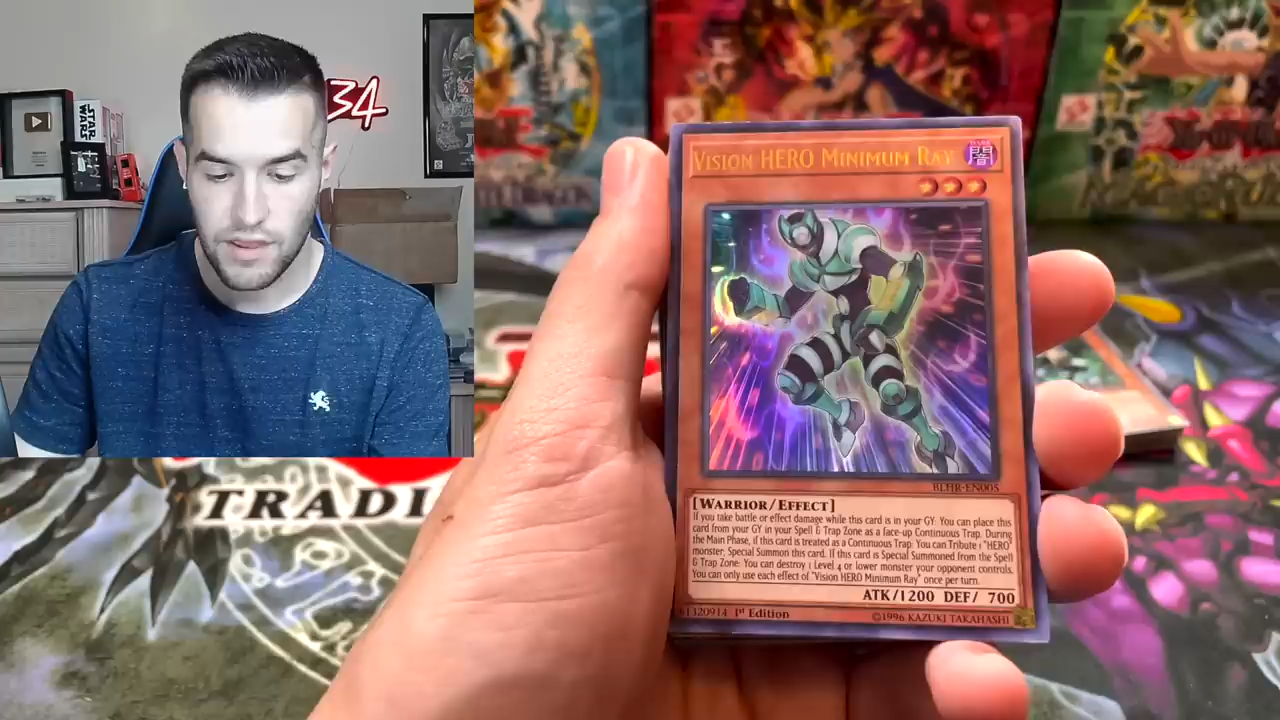 34
STAR
WARS
VISION HERO MINIMUM RAY
DARK
闇
BLHR-EN005
[WARRIOR/EFFECT]
If you take battle or effect damage while this card is in your GY: You can place this
card from your GY in your Spell & Trap Zone as a face-up Continuous Trap. During
the Main Phase, if this card is treated as a Continuous Trap: You can Tribute 1 "HERO"
monster; Special Summon this card. If this card is Special Summoned from the Spell
& Trap Zone: You can destroy 1 Level 4 or lower monster your opponent controls.
You can only use each effect of "Vision HERO Minimum Ray" once per turn.
ATK/1200 DEF/ 700
1st Edition
©1996 KAZUKI TAKAHASHI
TRADI